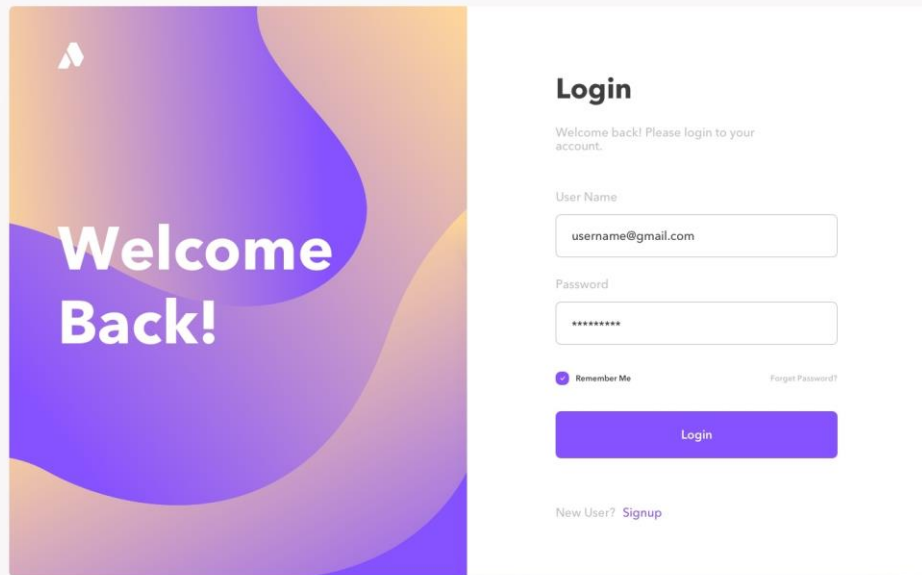 Welcome
Back!
Login
Welcome back! Please login to your
account.
User Name
username@gmail.com
Password
*********
Remember Me
Forget Password?
Login
New User? Signup